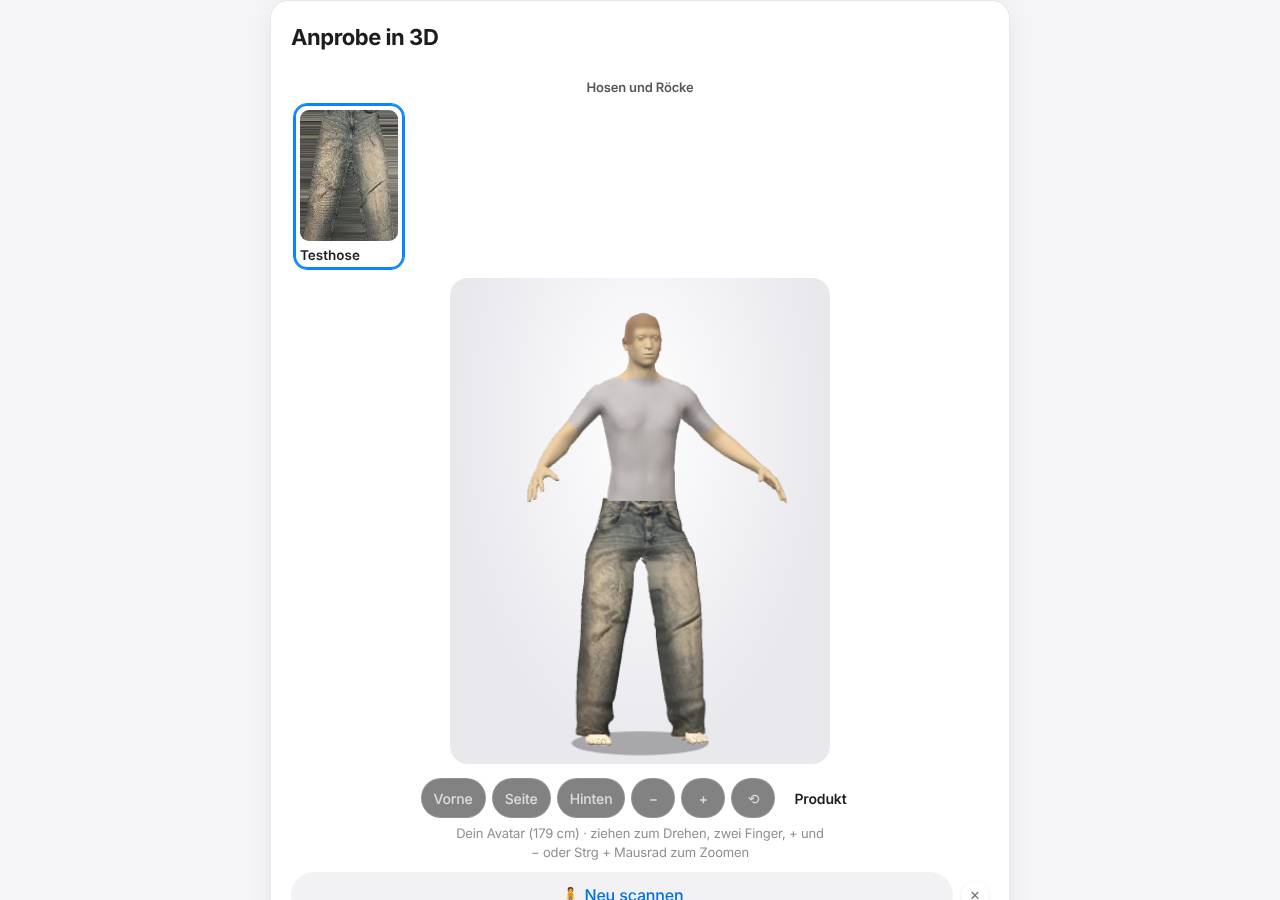 Anprobe in 3D
Hosen und Röcke
Testhose
Vorne Seite Hinten − + ⟲ Produkt
Dein Avatar (179 cm) · ziehen zum Drehen, zwei Finger, + und
− oder Strg + Mausrad zum Zoomen
🧍 Neu scannen ×